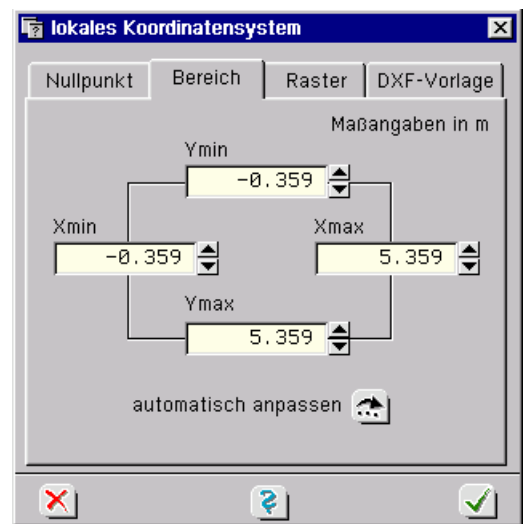 lokales Koordinatensystem
Nullpunkt Bereich Raster DXF-Vorlage
Maßangaben in m
Ymin
-0.359
Xmin Xmax
-0.359 5.359
Ymax
5.359
automatisch anpassen